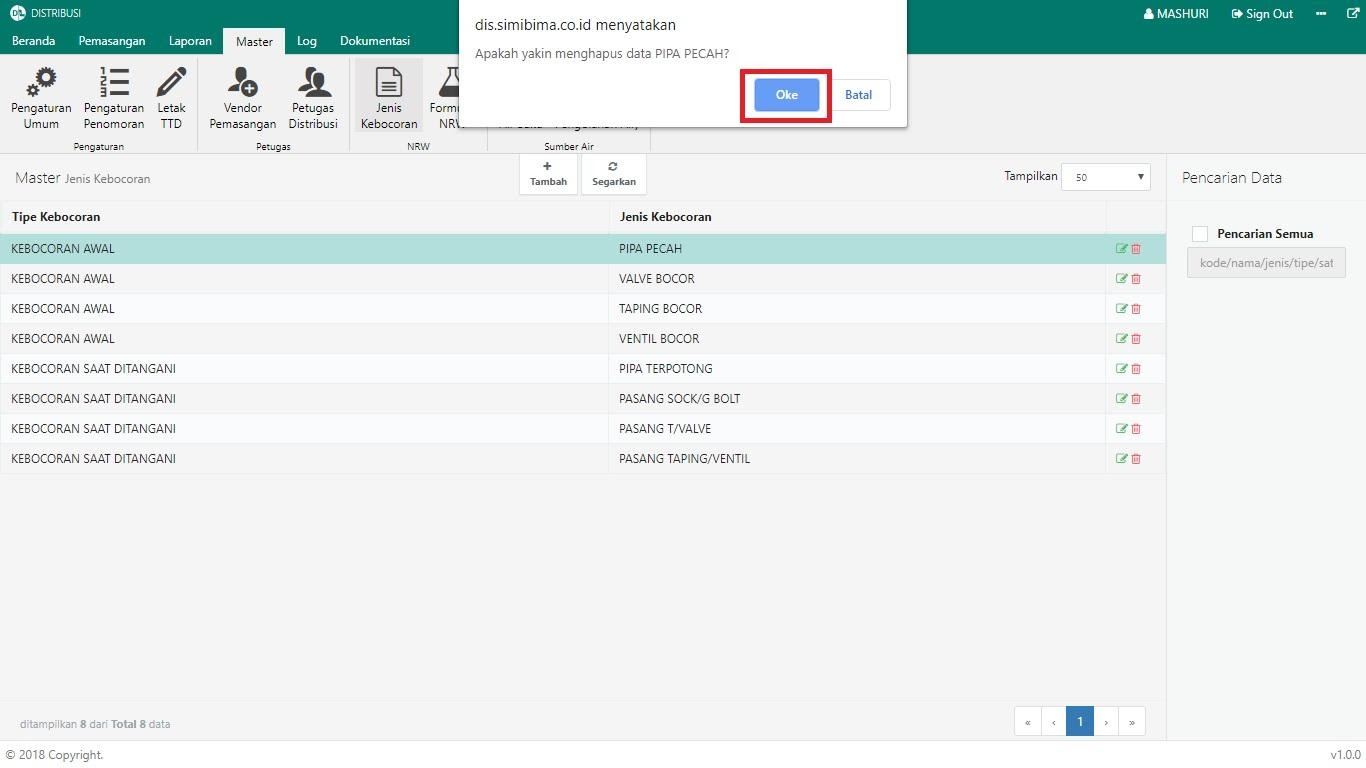 DISTRIBUSI
MASHURI Sign Out
dis.simibima.co.id menyatakan
Apakah yakin menghapus data PIPA PECAH?
Oke Batal
Beranda Pemasangan Laporan Master Log Dokumentasi
Pengaturan Umum
Pengaturan Penomoran
Letak TTD
Pengaturan
Vendor Pemasangan
Petugas Distribusi
Petugas
Jenis Kebocoran
NRW
NRW
Sumber Air
Master Jenis Kebocoran
Tambah Segarkan
Tampilkan 50
Pencarian Data
Tipe Kebocoran Jenis Kebocoran
KEBOCORAN AWAL PIPA PECAH
KEBOCORAN AWAL VALVE BOCOR
KEBOCORAN AWAL TAPING BOCOR
KEBOCORAN AWAL VENTIL BOCOR
KEBOCORAN SAAT DITANGANI PIPA TERPOTONG
KEBOCORAN SAAT DITANGANI PASANG SOCK/G BOLT
KEBOCORAN SAAT DITANGANI PASANG T/VALVE
KEBOCORAN SAAT DITANGANI PASANG TAPING/VENTIL
Pencarian Semua
kode/nama/jenis/tipe/sat
ditampilkan 8 dari Total 8 data
« ‹ 1 › »
© 2018 Copyright.
v1.0.0